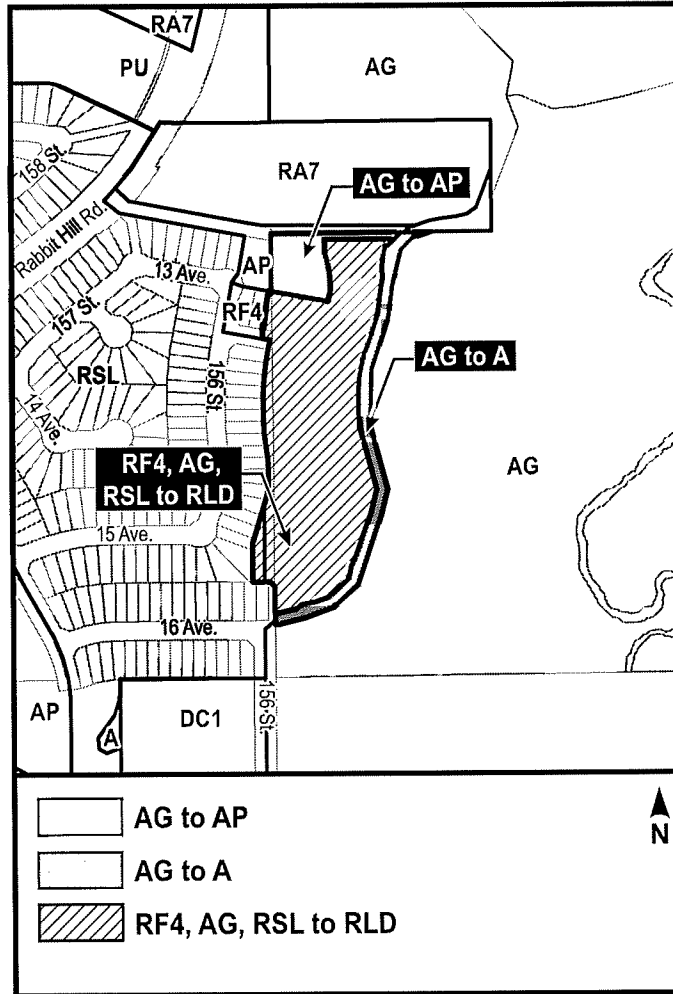 RA7
PU
AG
158 St.
RA7
AG to AP
Rabbit Hill Rd.
AP
13 Ave.
RF4
157 St.
AG to A
RSL
156 St.
14 Ave.
AG
RF4, AG,
RSL to RLD
15 Ave.
16 Ave.
AP
A
DC1
156 St.
AG to AP
N
AG to A
RF4, AG, RSL to RLD